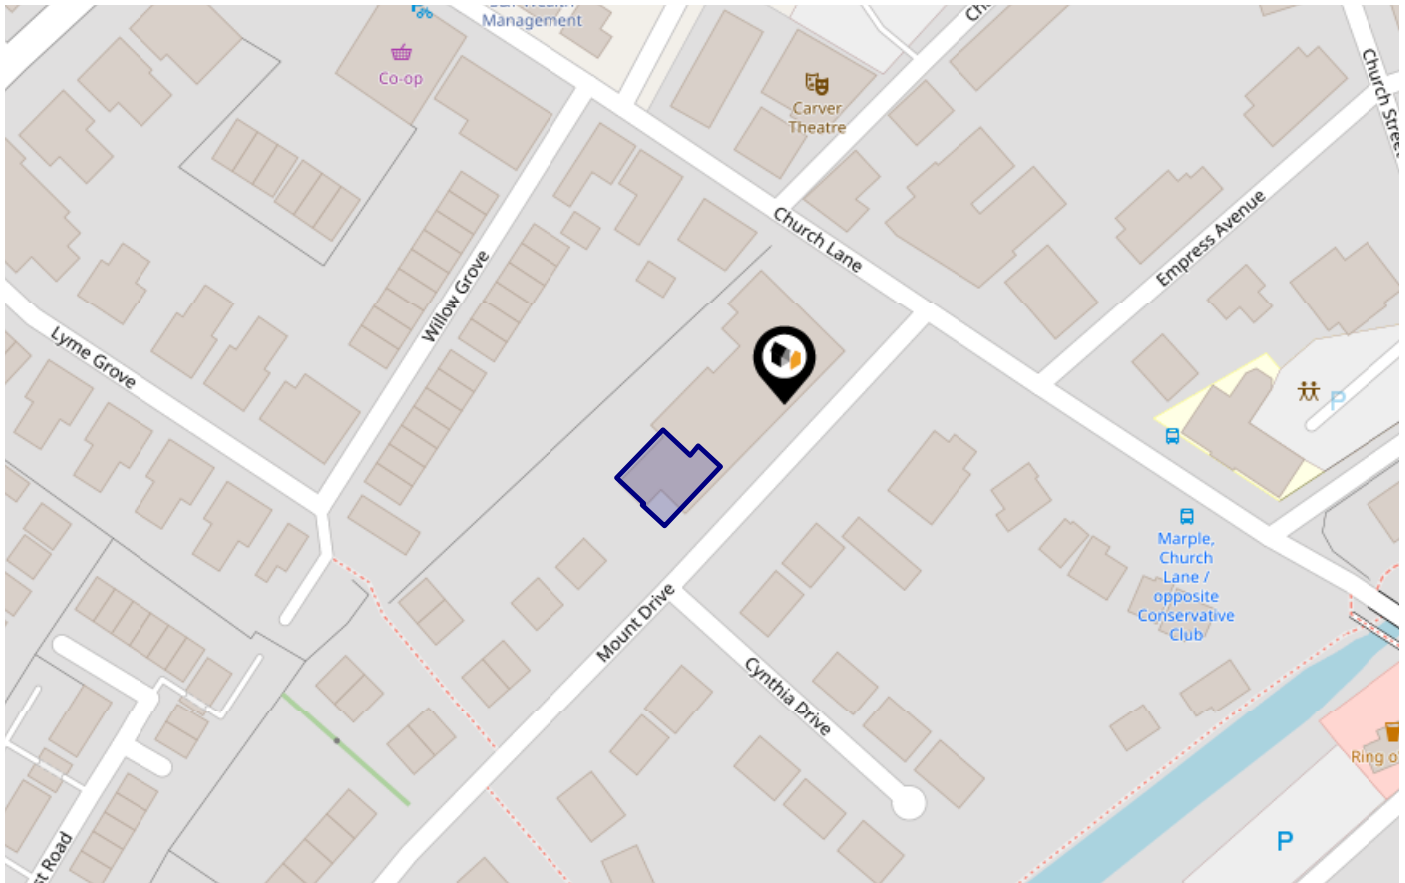 Management
Co-op
Carver
Theatre
Church Street
Church Lane
Empress Avenue
Willow Grove
Lyme Grove
P
Marple,
Church
Lane /
opposite
Conservative
Club
Mount Drive
Cynthia Drive
Ring o
P
st Road